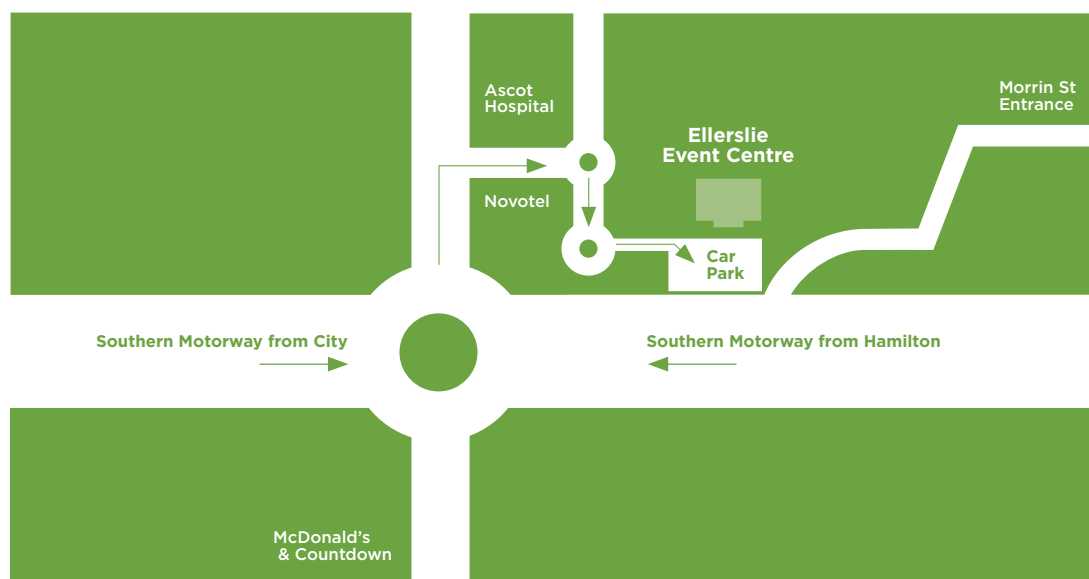 Ascot
Hospital
Morrin St
Entrance
Ellerslie
Event Centre
Novotel
Car
Park
Southern Motorway from City
Southern Motorway from Hamilton
McDonald's
& Countdown